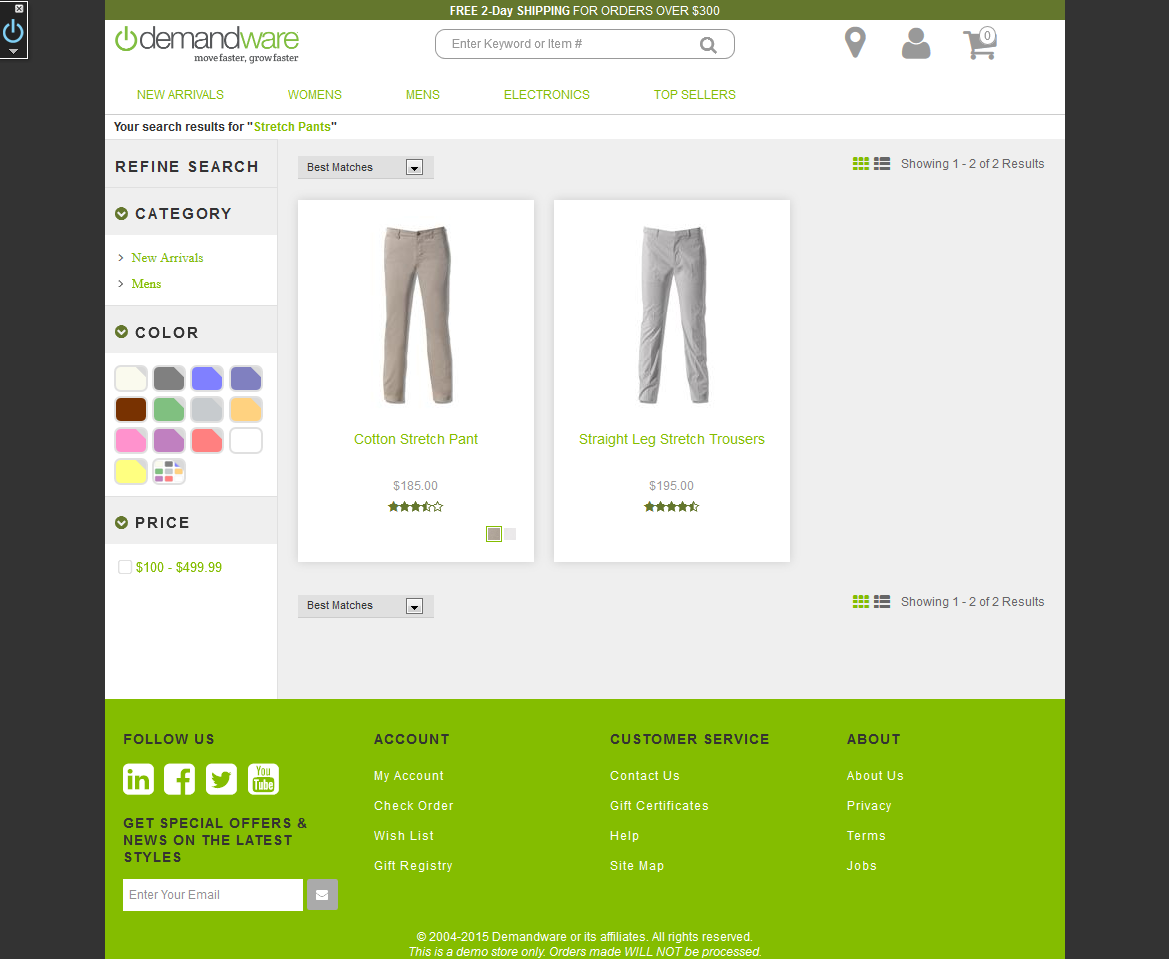 FREE 2-Day SHIPPING FOR ORDERS OVER $300
demandware
move faster, grow faster
Enter Keyword or Item #
0
NEW ARRIVALS
WOMENS
MENS
ELECTRONICS
TOP SELLERS
Your search results for "Stretch Pants"
REFINE SEARCH
CATEGORY
New Arrivals
Mens
COLOR
PRICE
$100 - $499.99
Best Matches
Showing 1 - 2 of 2 Results
Cotton Stretch Pant
$185.00
Straight Leg Stretch Trousers
$195.00
Best Matches
Showing 1 - 2 of 2 Results
FOLLOW US
in
f
You
Tube
GET SPECIAL OFFERS &
NEWS ON THE LATEST
STYLES
Enter Your Email
ACCOUNT
My Account
Check Order
Wish List
Gift Registry
CUSTOMER SERVICE
Contact Us
Gift Certificates
Help
Site Map
ABOUT
About Us
Privacy
Terms
Jobs
© 2004-2015 Demandware or its affiliates. All rights reserved.
This is a demo store only. Orders made WILL NOT be processed.